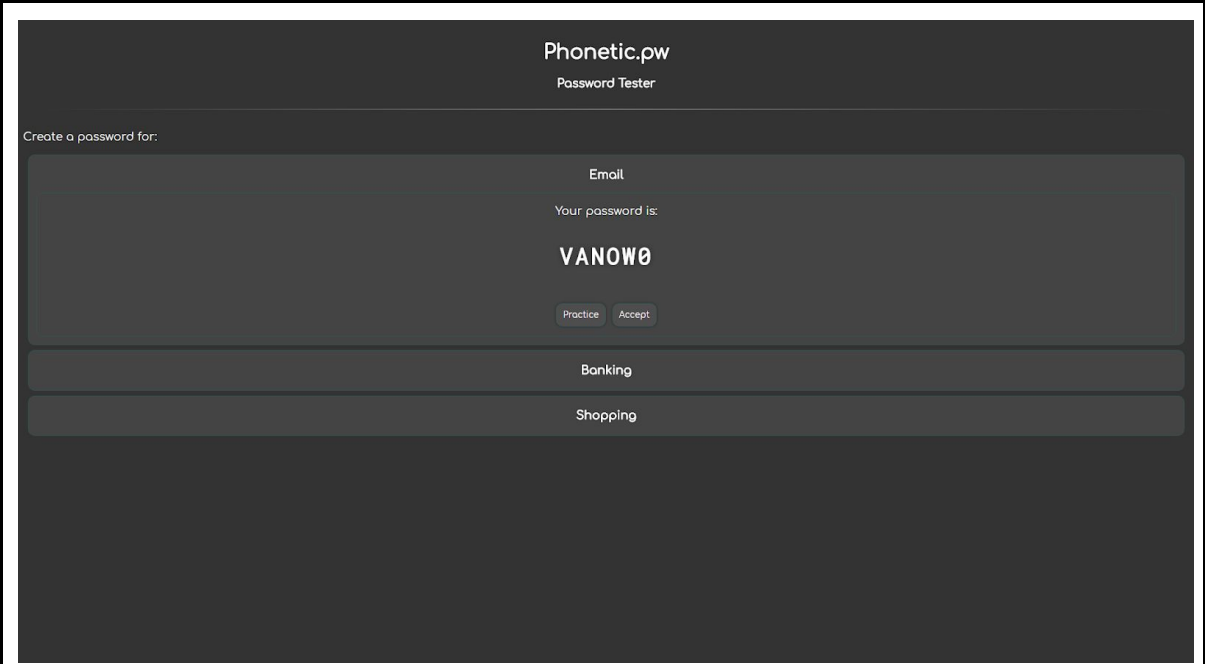 Phonetic.pw
Password Tester
Create a password for:
Email
Your password is:
VANOW0
Practice Accept
Banking
Shopping